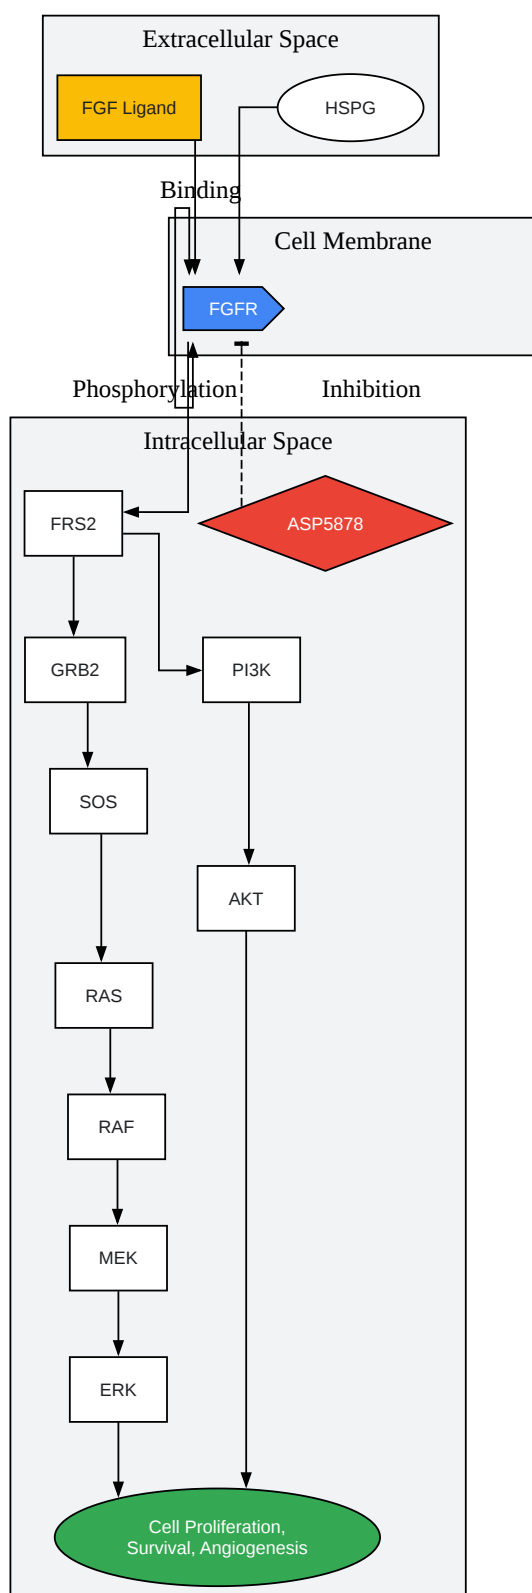 Extracellular Space
FGF Ligand
HSPG
Binding
Cell Membrane
FGFR
Phosphorylation
Inhibition
Intracellular Space
FRS2
ASP5878
GRB2
PI3K
SOS
AKT
RAS
RAF
MEK
ERK
Cell Proliferation,
Survival, Angiogenesis